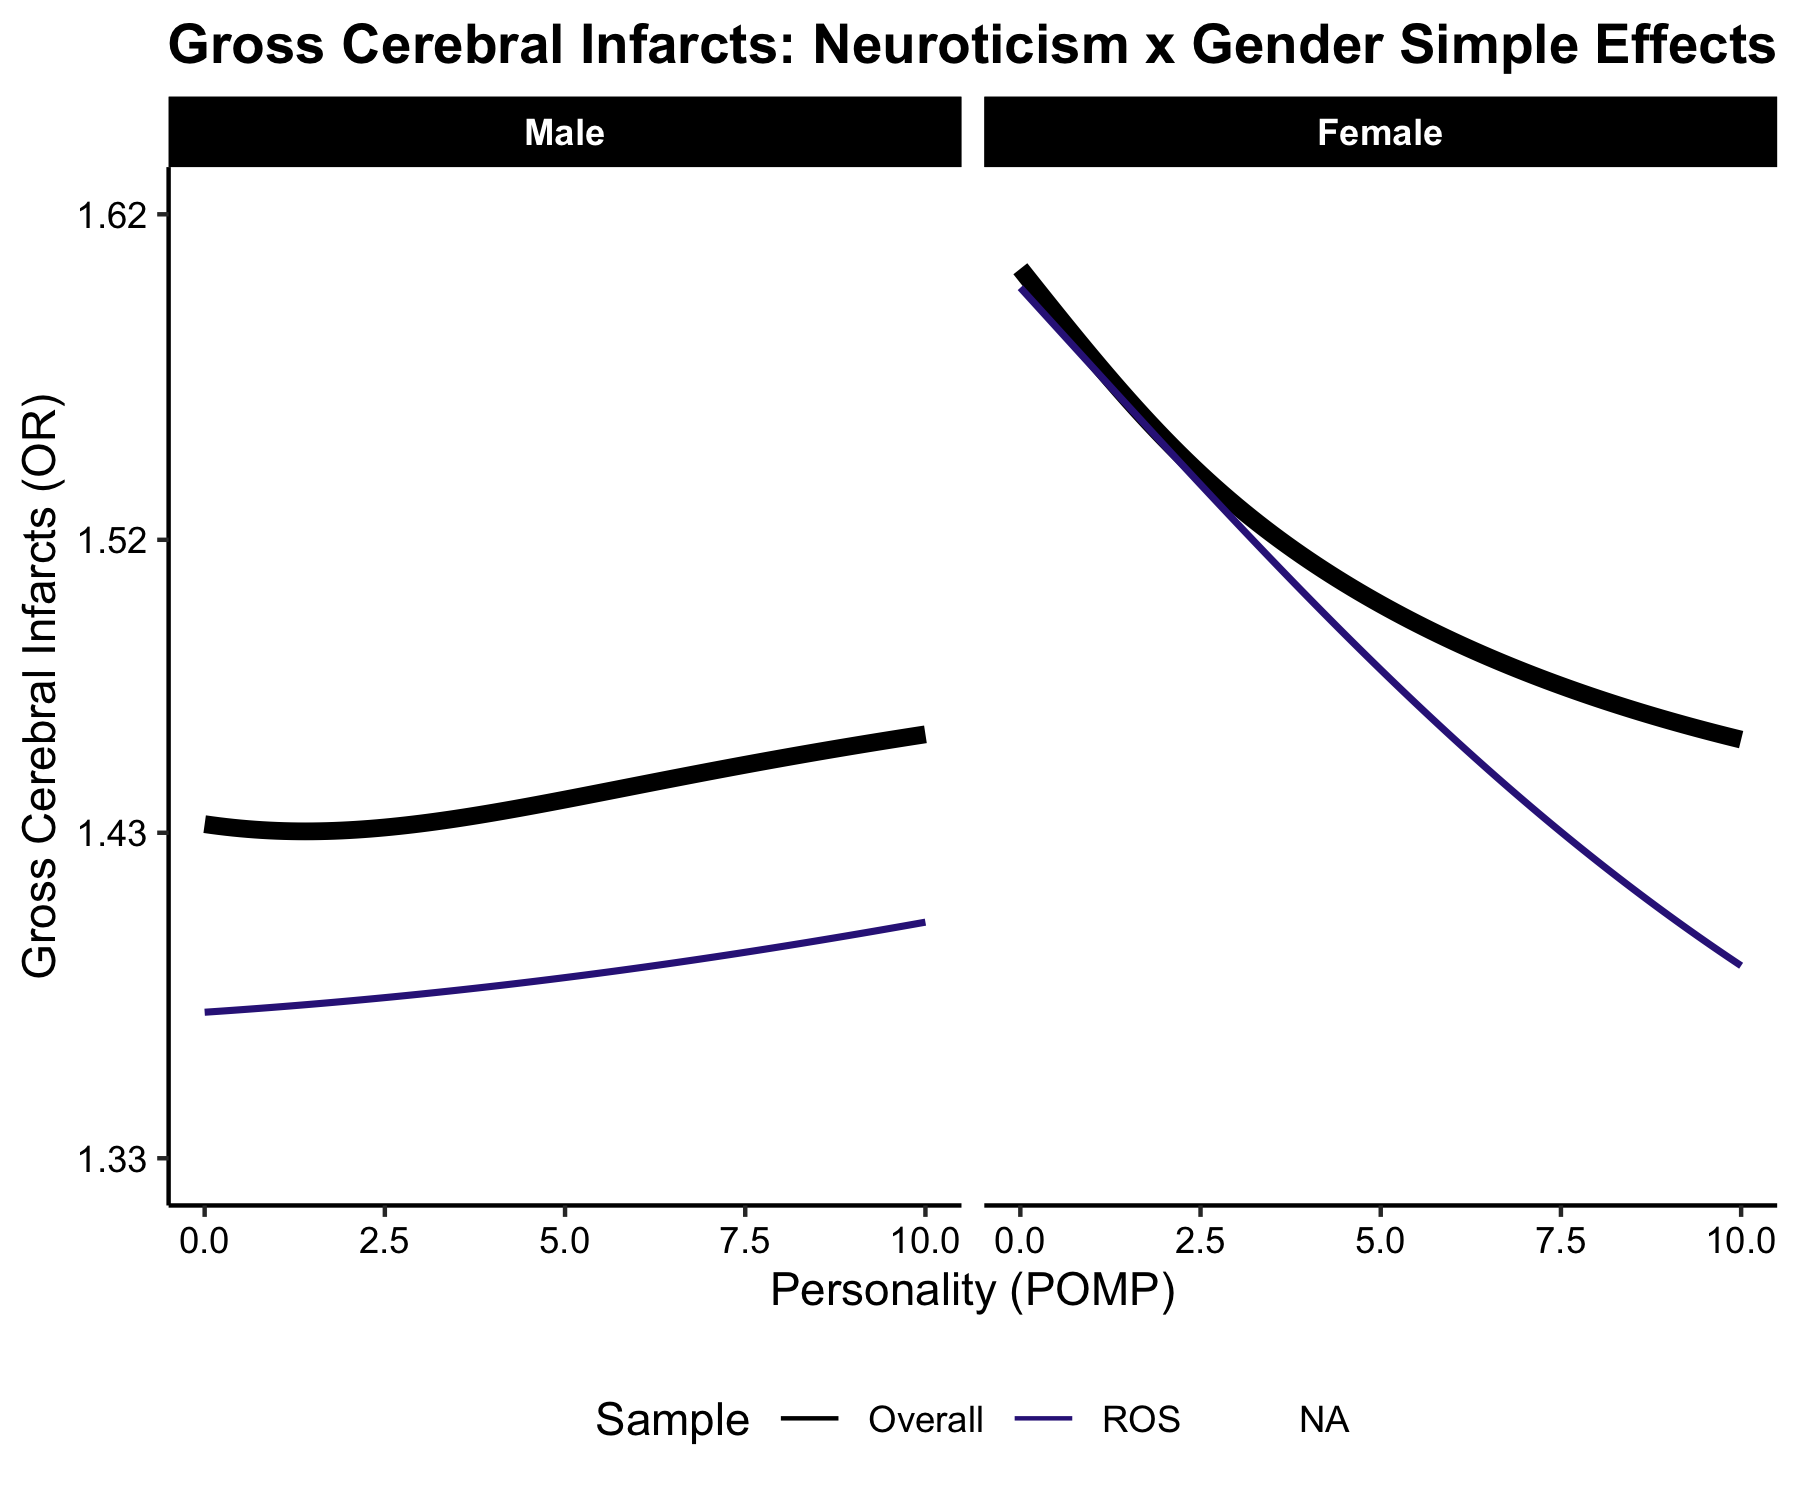 Gross Cerebral Infarcts: Neuroticism x Gender Simple Effects
Male Female
Gross Cerebral Infarcts (OR)
1.62
1.52
1.43
1.33
0.0 2.5 5.0 7.5 10.0 0.0 2.5 5.0 7.5 10.0
Personality (POMP)
Sample Overall ROS NA